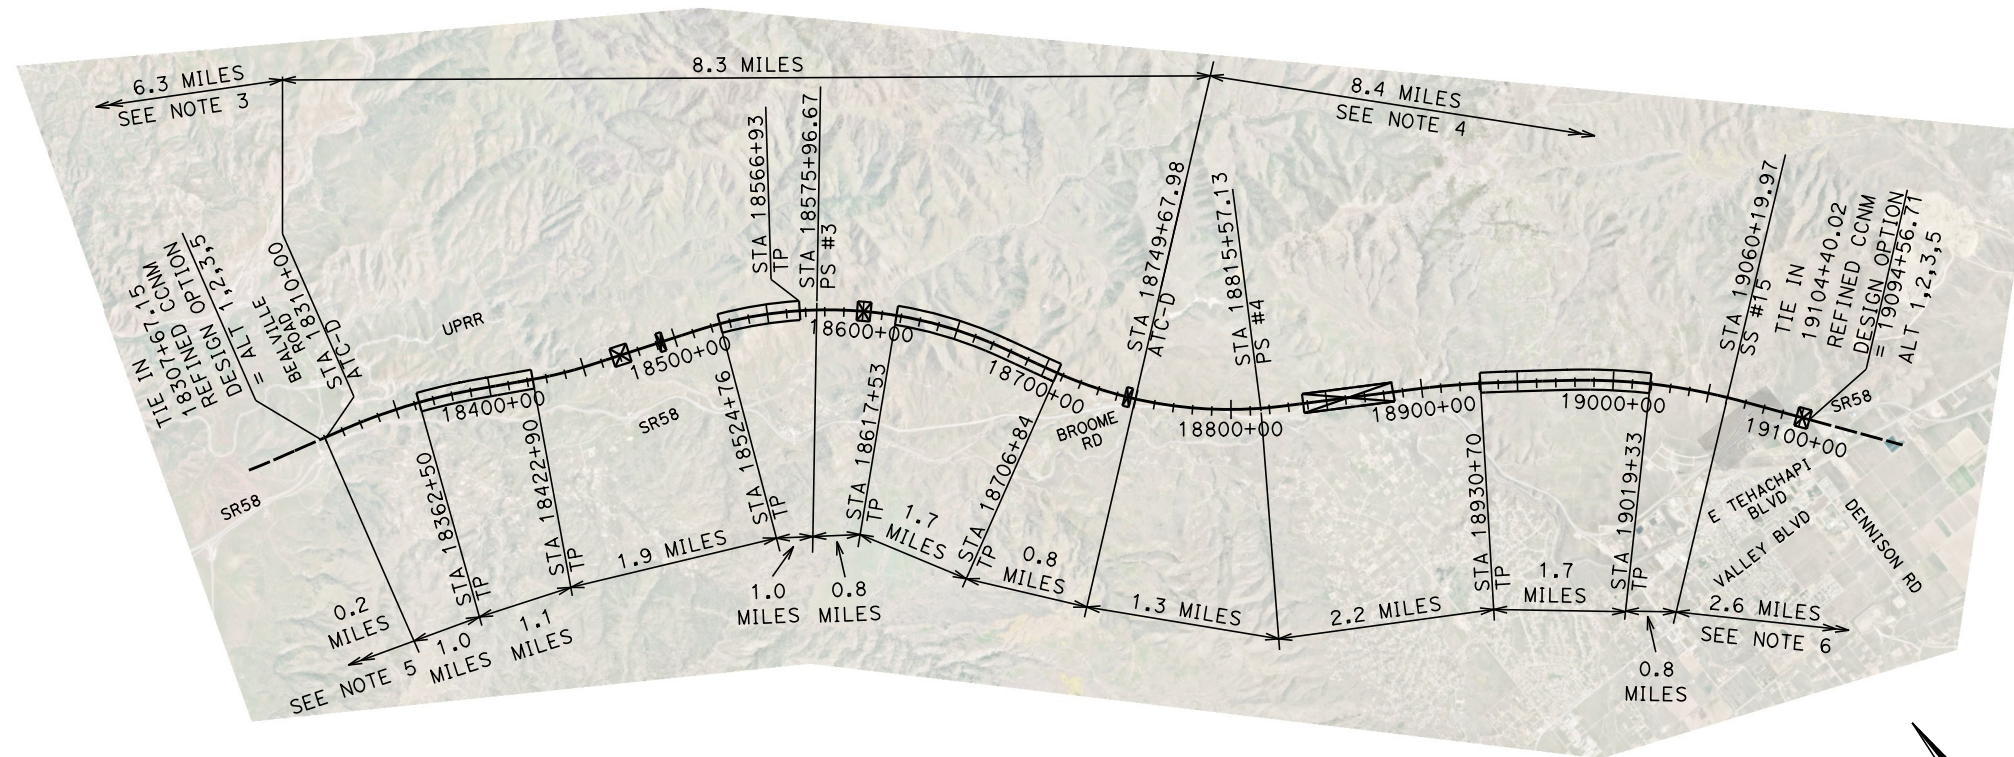 6.3 MILES
SEE NOTE 3
8.3 MILES
8.4 MILES
SEE NOTE 4
TIE IN
18307+67.15
REFINED CCNM
DESIGN OPTION
= ALT 1,2,3,5
BEALVILLE
ROAD
STA 18310+00
ATC-D
UPRR
STA 18566+93
TP
STA 18575+96.67
PS #3
STA 18749+67.98
ATC-D
STA 18815+57.13
PS #4
STA 19060+19.97
SS #15
TIE IN
19104+40.02
REFINED CCNM
DESIGN OPTION
= 19094+56.71
ALT 1,2,3,5
18400+00
18500+00
18600+00
18700+00
18800+00
18900+00
19000+00
19100+00
SR58
SR58
SR58
BROOME
RD
STA 18362+50
TP
STA 18422+90
TP
STA 18524+76
TP
STA 18617+53
TP
STA 18706+84
TP
STA 18930+70
TP
STA 19019+33
TP
E TEHACHAPI
BLVD
VALLEY BLVD
DENNISON RD
0.2
MILES
SEE NOTE 5
1.0
MILES
1.1
MILES
1.9 MILES
1.0
MILES
0.8
MILES
1.7
MILES
0.8
MILES
1.3 MILES
2.2 MILES
1.7
MILES
0.8
MILES
2.6 MILES
SEE NOTE 6